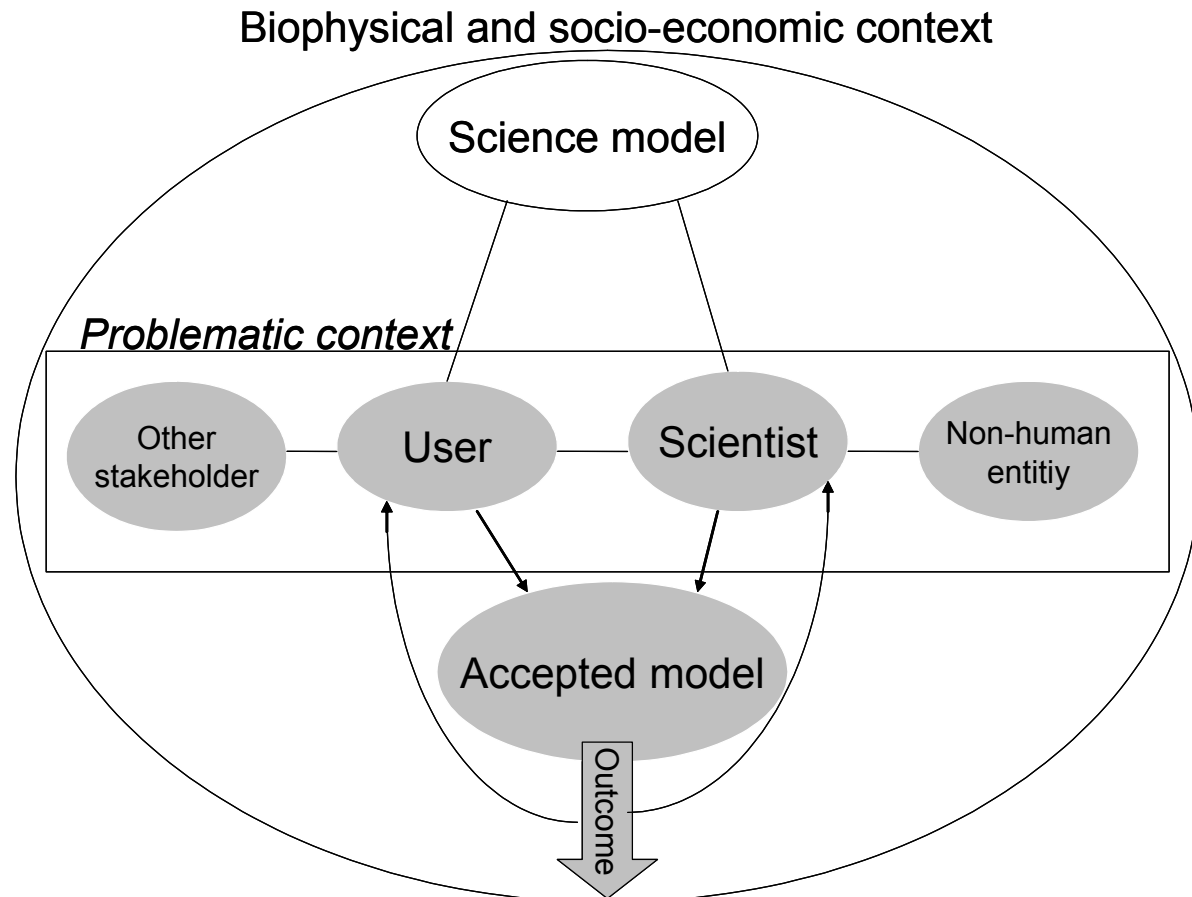 Biophysical and socio-economic context
Science model
Problematic context
Other
stakeholder
User
Scientist
Non-human
entitiy
Accepted model
Outcome